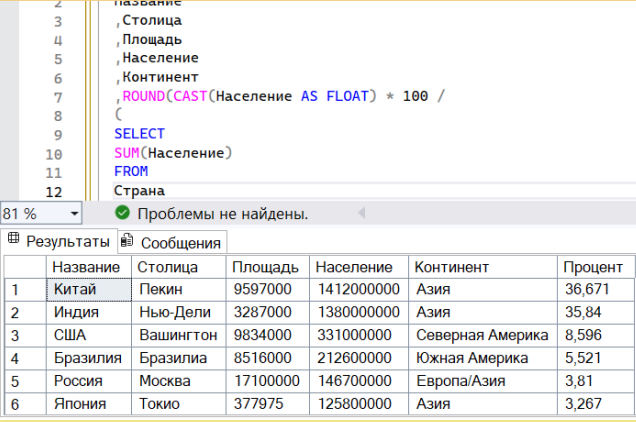 2 Название
3 ,Столица
4 ,Площадь
5 ,Население
6 ,Континент
7 ,ROUND(CAST(Население AS FLOAT) * 100 /
8 (
9 SELECT
10 SUM(Население)
11 FROM
12 Страна
81 % Проблемы не найдены.
Результаты Сообщения
Название Столица Площадь Население Континент Процент
1 Китай Пекин 9597000 1412000000 Азия 36,671
2 Индия Нью-Дели 3287000 1380000000 Азия 35,84
3 США Вашингтон 9834000 331000000 Северная Америка 8,596
4 Бразилия Бразилиа 8516000 212600000 Южная Америка 5,521
5 Россия Москва 17100000 146700000 Европа/Азия 3,81
6 Япония Токио 377975 125800000 Азия 3,267